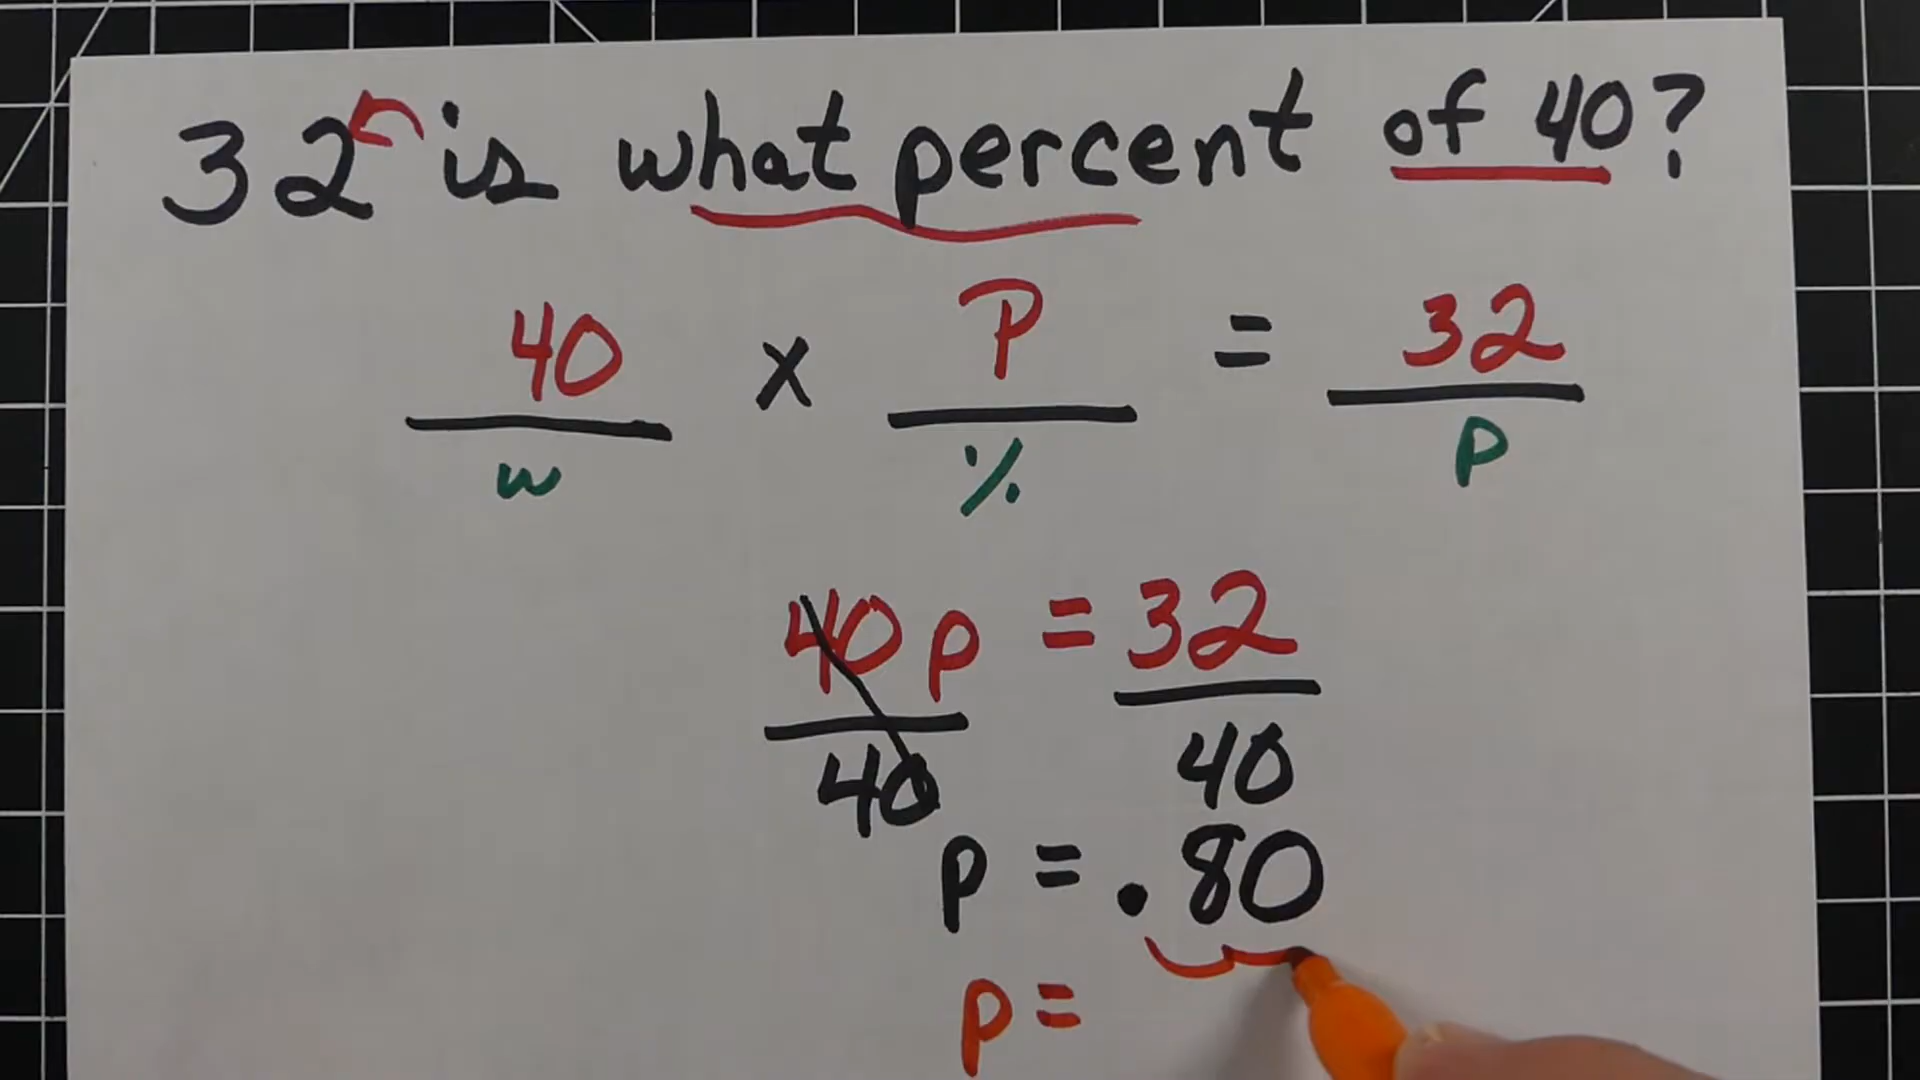 32 is what percent of 40?
40 x P = 32
w % P
40p = 32
40 40
p = .80
p =